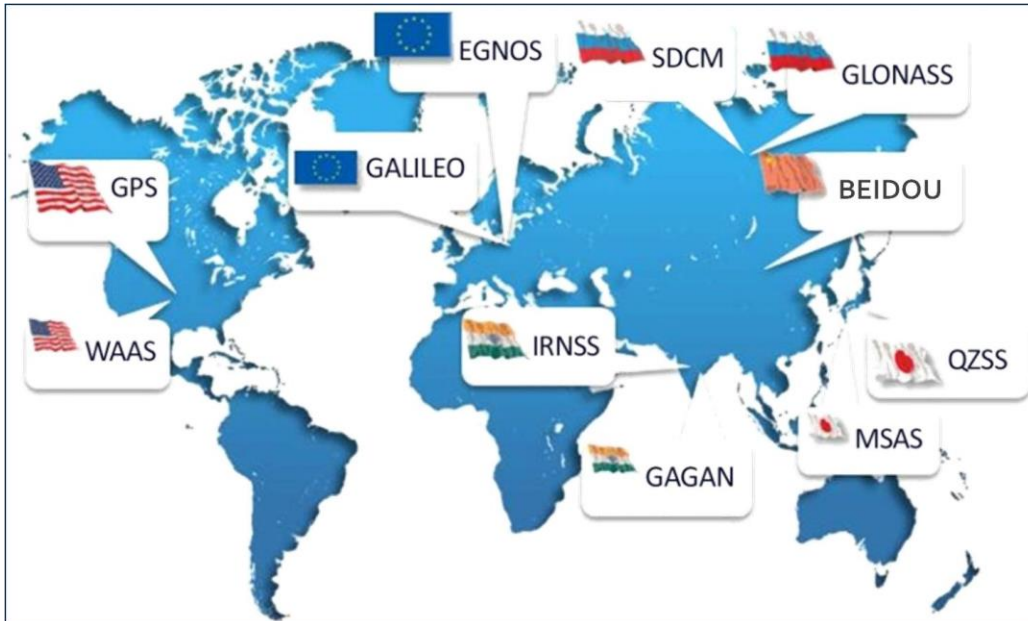 EGNOS
SDCM
GLONASS
GALILEO
GPS
BEIDOU
WAAS
IRNSS
QZSS
MSAS
GAGAN